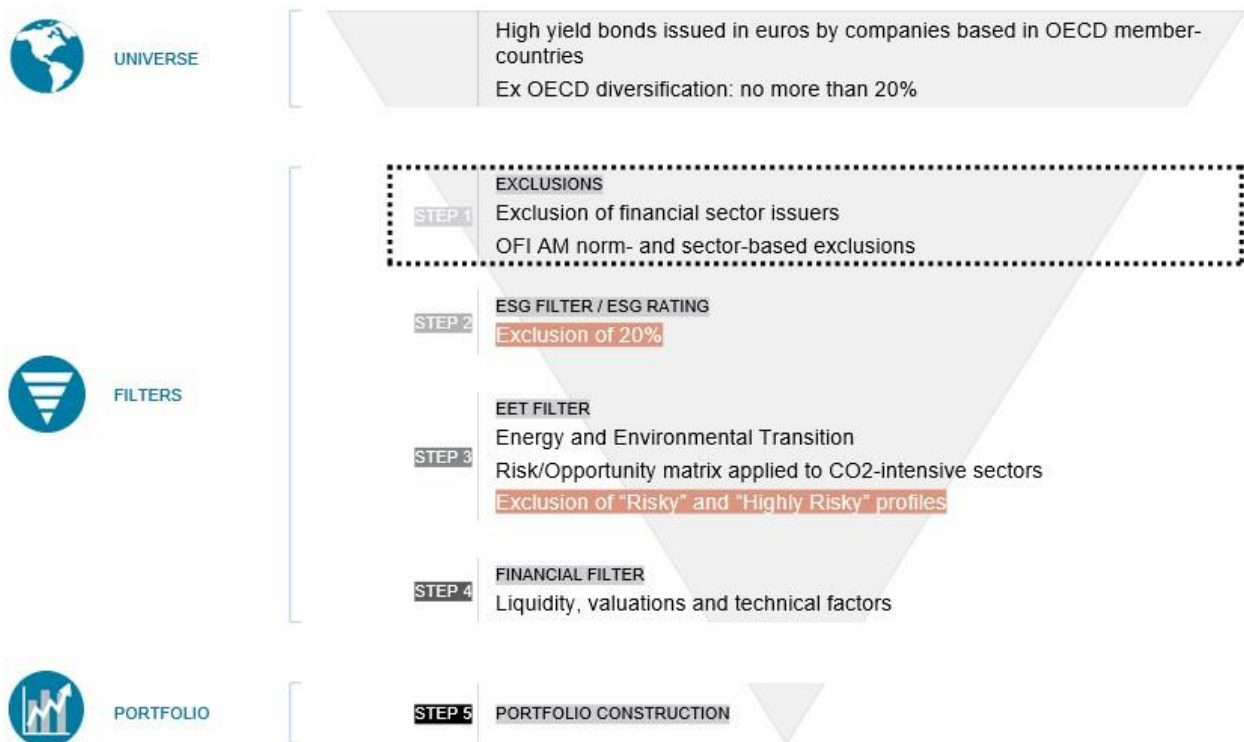 UNIVERSE
High yield bonds issued in euros by companies based in OECD member-
countries
Ex OECD diversification: no more than 20%
FILTERS
STEP 1
EXCLUSIONS
Exclusion of financial sector issuers
OFI AM norm- and sector-based exclusions
STEP 2
ESG FILTER / ESG RATING
Exclusion of 20%
STEP 3
EET FILTER
Energy and Environmental Transition
Risk/Opportunity matrix applied to CO2-intensive sectors
Exclusion of “Risky” and "Highly Risky" profiles
STEP 4
FINANCIAL FILTER
Liquidity, valuations and technical factors
PORTFOLIO
STEP 5
PORTFOLIO CONSTRUCTION